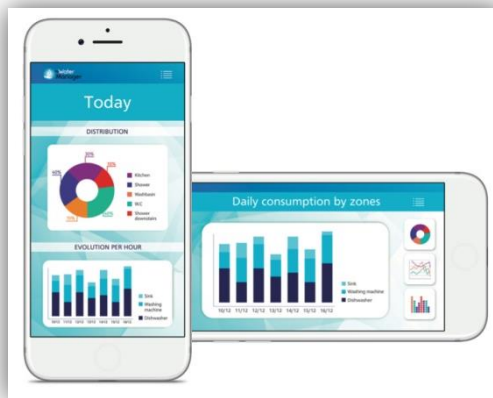 Water
Manager
Today
DISTRIBUTION
Kitchen
Shower
Washbasin
WC
Shower
downstairs
EVOLUTION PER HOUR
Sink
Washing
machine
Dishwasher
Daily consumption by zones
Sink
Washing machine
Dishwasher
10/12 11/12 12/12 13/12 14/12 15/12 16/12